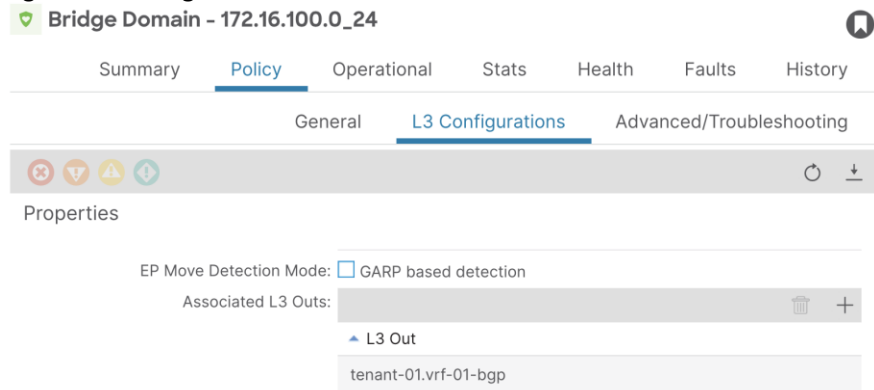 Bridge Domain - 172.16.100.0_24
Summary Policy Operational Stats Health Faults History
General L3 Configurations Advanced/Troubleshooting
Properties
EP Move Detection Mode: GARP based detection
Associated L3 Outs:
L3 Out
tenant-01.vrf-01-bgp